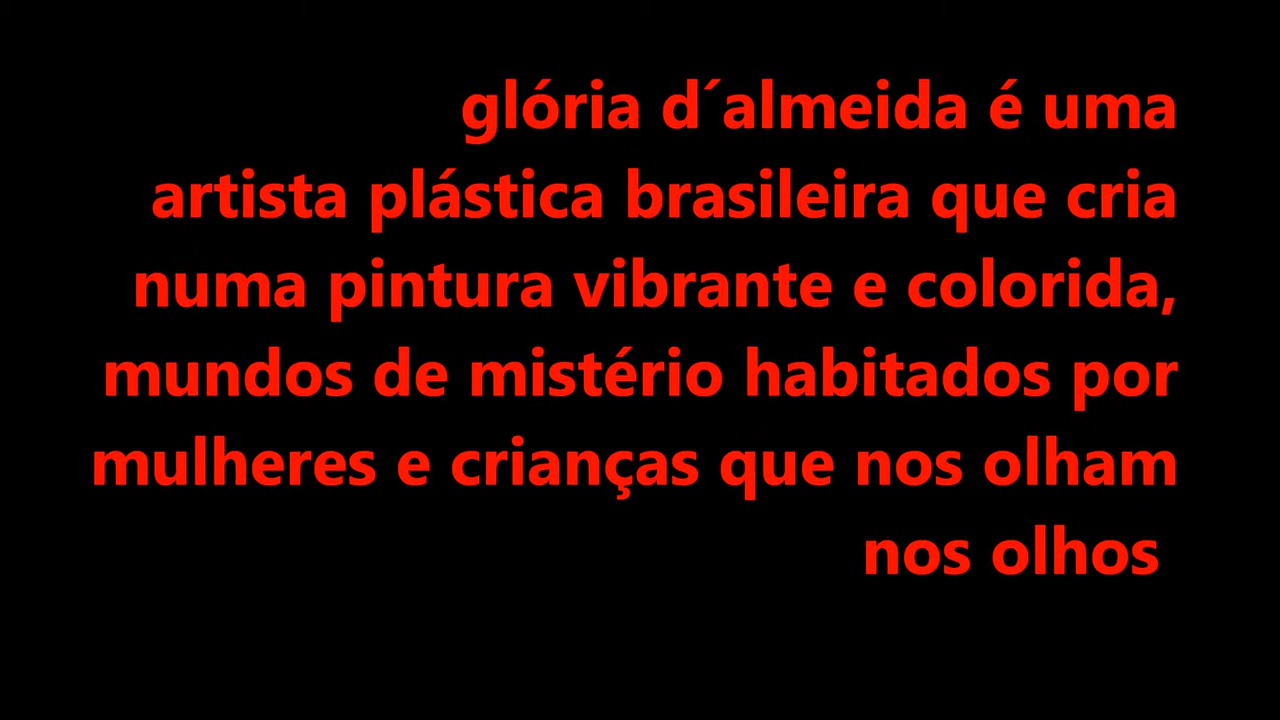 glória d´almeida é uma
artista plástica brasileira que cria
numa pintura vibrante e colorida,
mundos de mistério habitados por
mulheres e crianças que nos olham
nos olhos